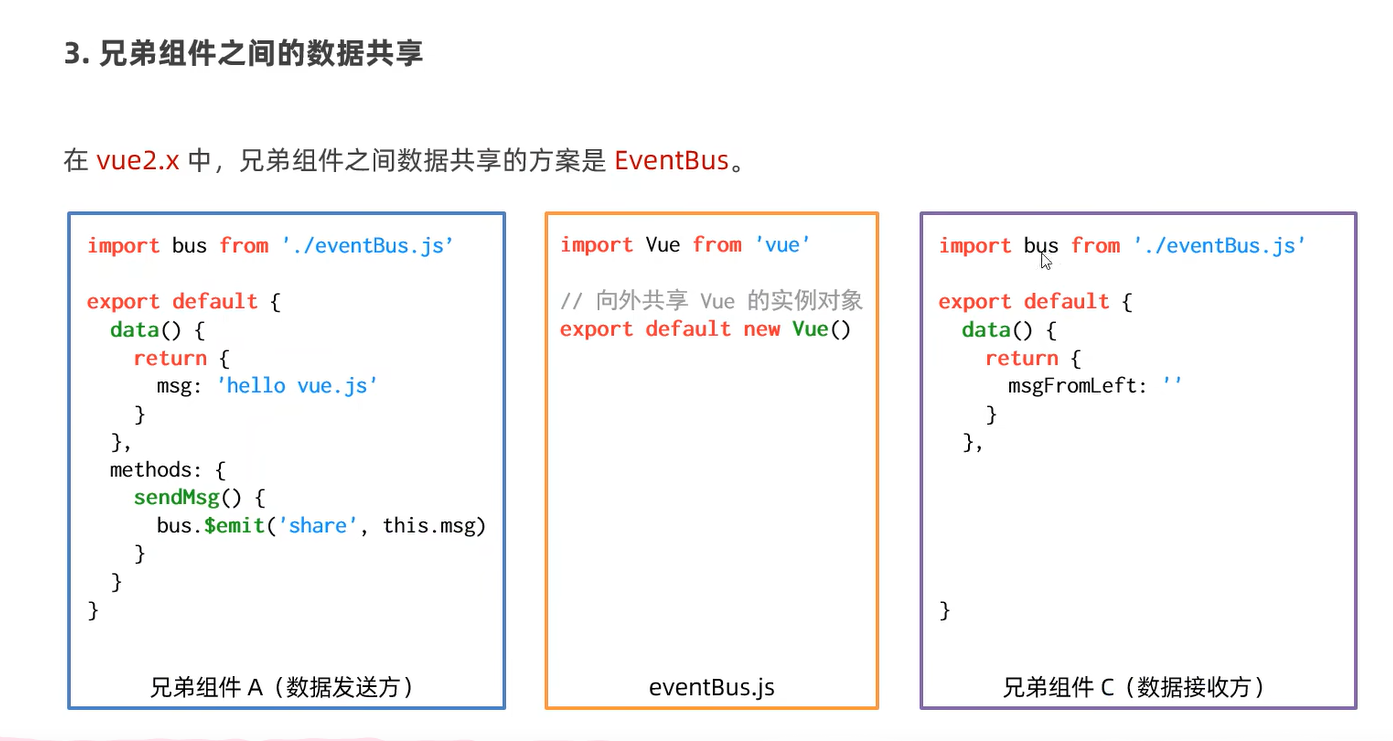 3. 兄弟组件之间的数据共享
在 vue2.x 中，兄弟组件之间数据共享的方案是 EventBus。
import bus from './eventBus.js’
export default {
data() {
return {
msg: 'hello vue.js’
}
},
methods: {
sendMsg() {
bus.$emit('share', this.msg)
}
}
}
兄弟组件 A（数据发送方）
import Vue from 'vue’
// 向外共享 Vue 的实例对象
export default new Vue()
eventBus.js
import bus from './eventBus.js’
export default {
data() {
return {
msgFromLeft: ''
}
},
}
兄弟组件 C（数据接收方）